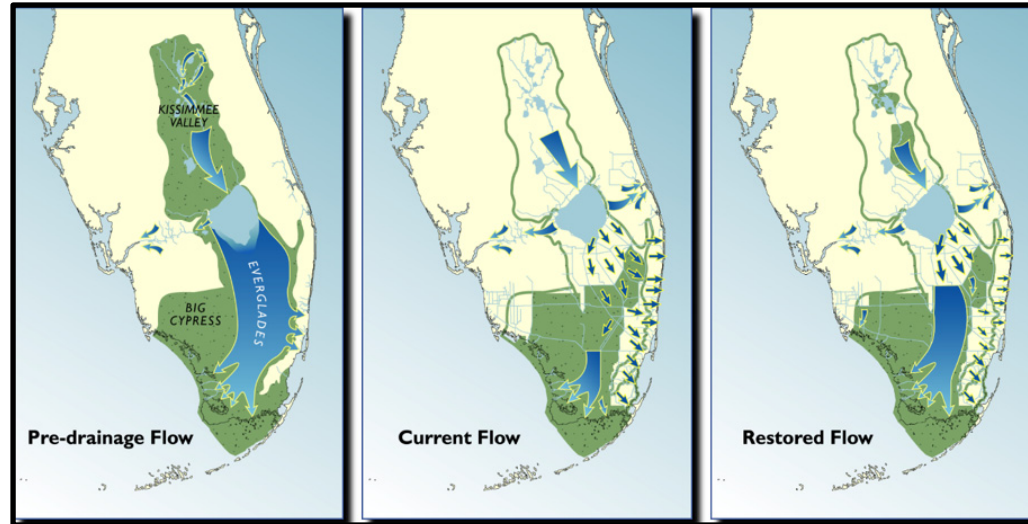 KISSIMMEE
VALLEY
EVERGLADES
BIG
CYPRESS
Pre-drainage Flow
Current Flow
Restored Flow